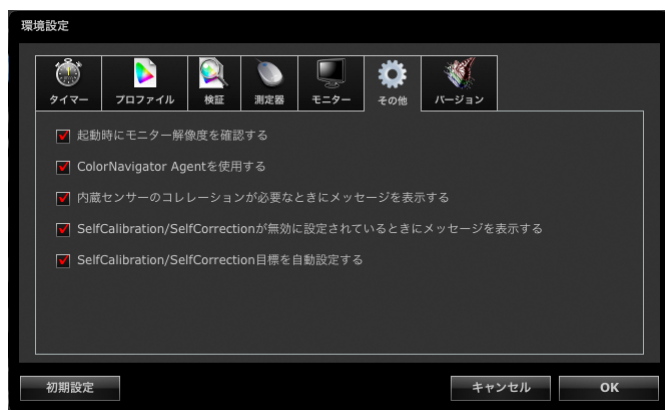 環境設定
タイマー
プロファイル
検証
測定器
モニター
その他
バージョン
起動時にモニター解像度を確認する
ColorNavigator Agentを使用する
内蔵センサーのコレレーションが必要なときにメッセージを表示する
SelfCalibration/SelfCorrectionが無効に設定されているときにメッセージを表示する
SelfCalibration/SelfCorrection目標を自動設定する
初期設定
キャンセル
OK